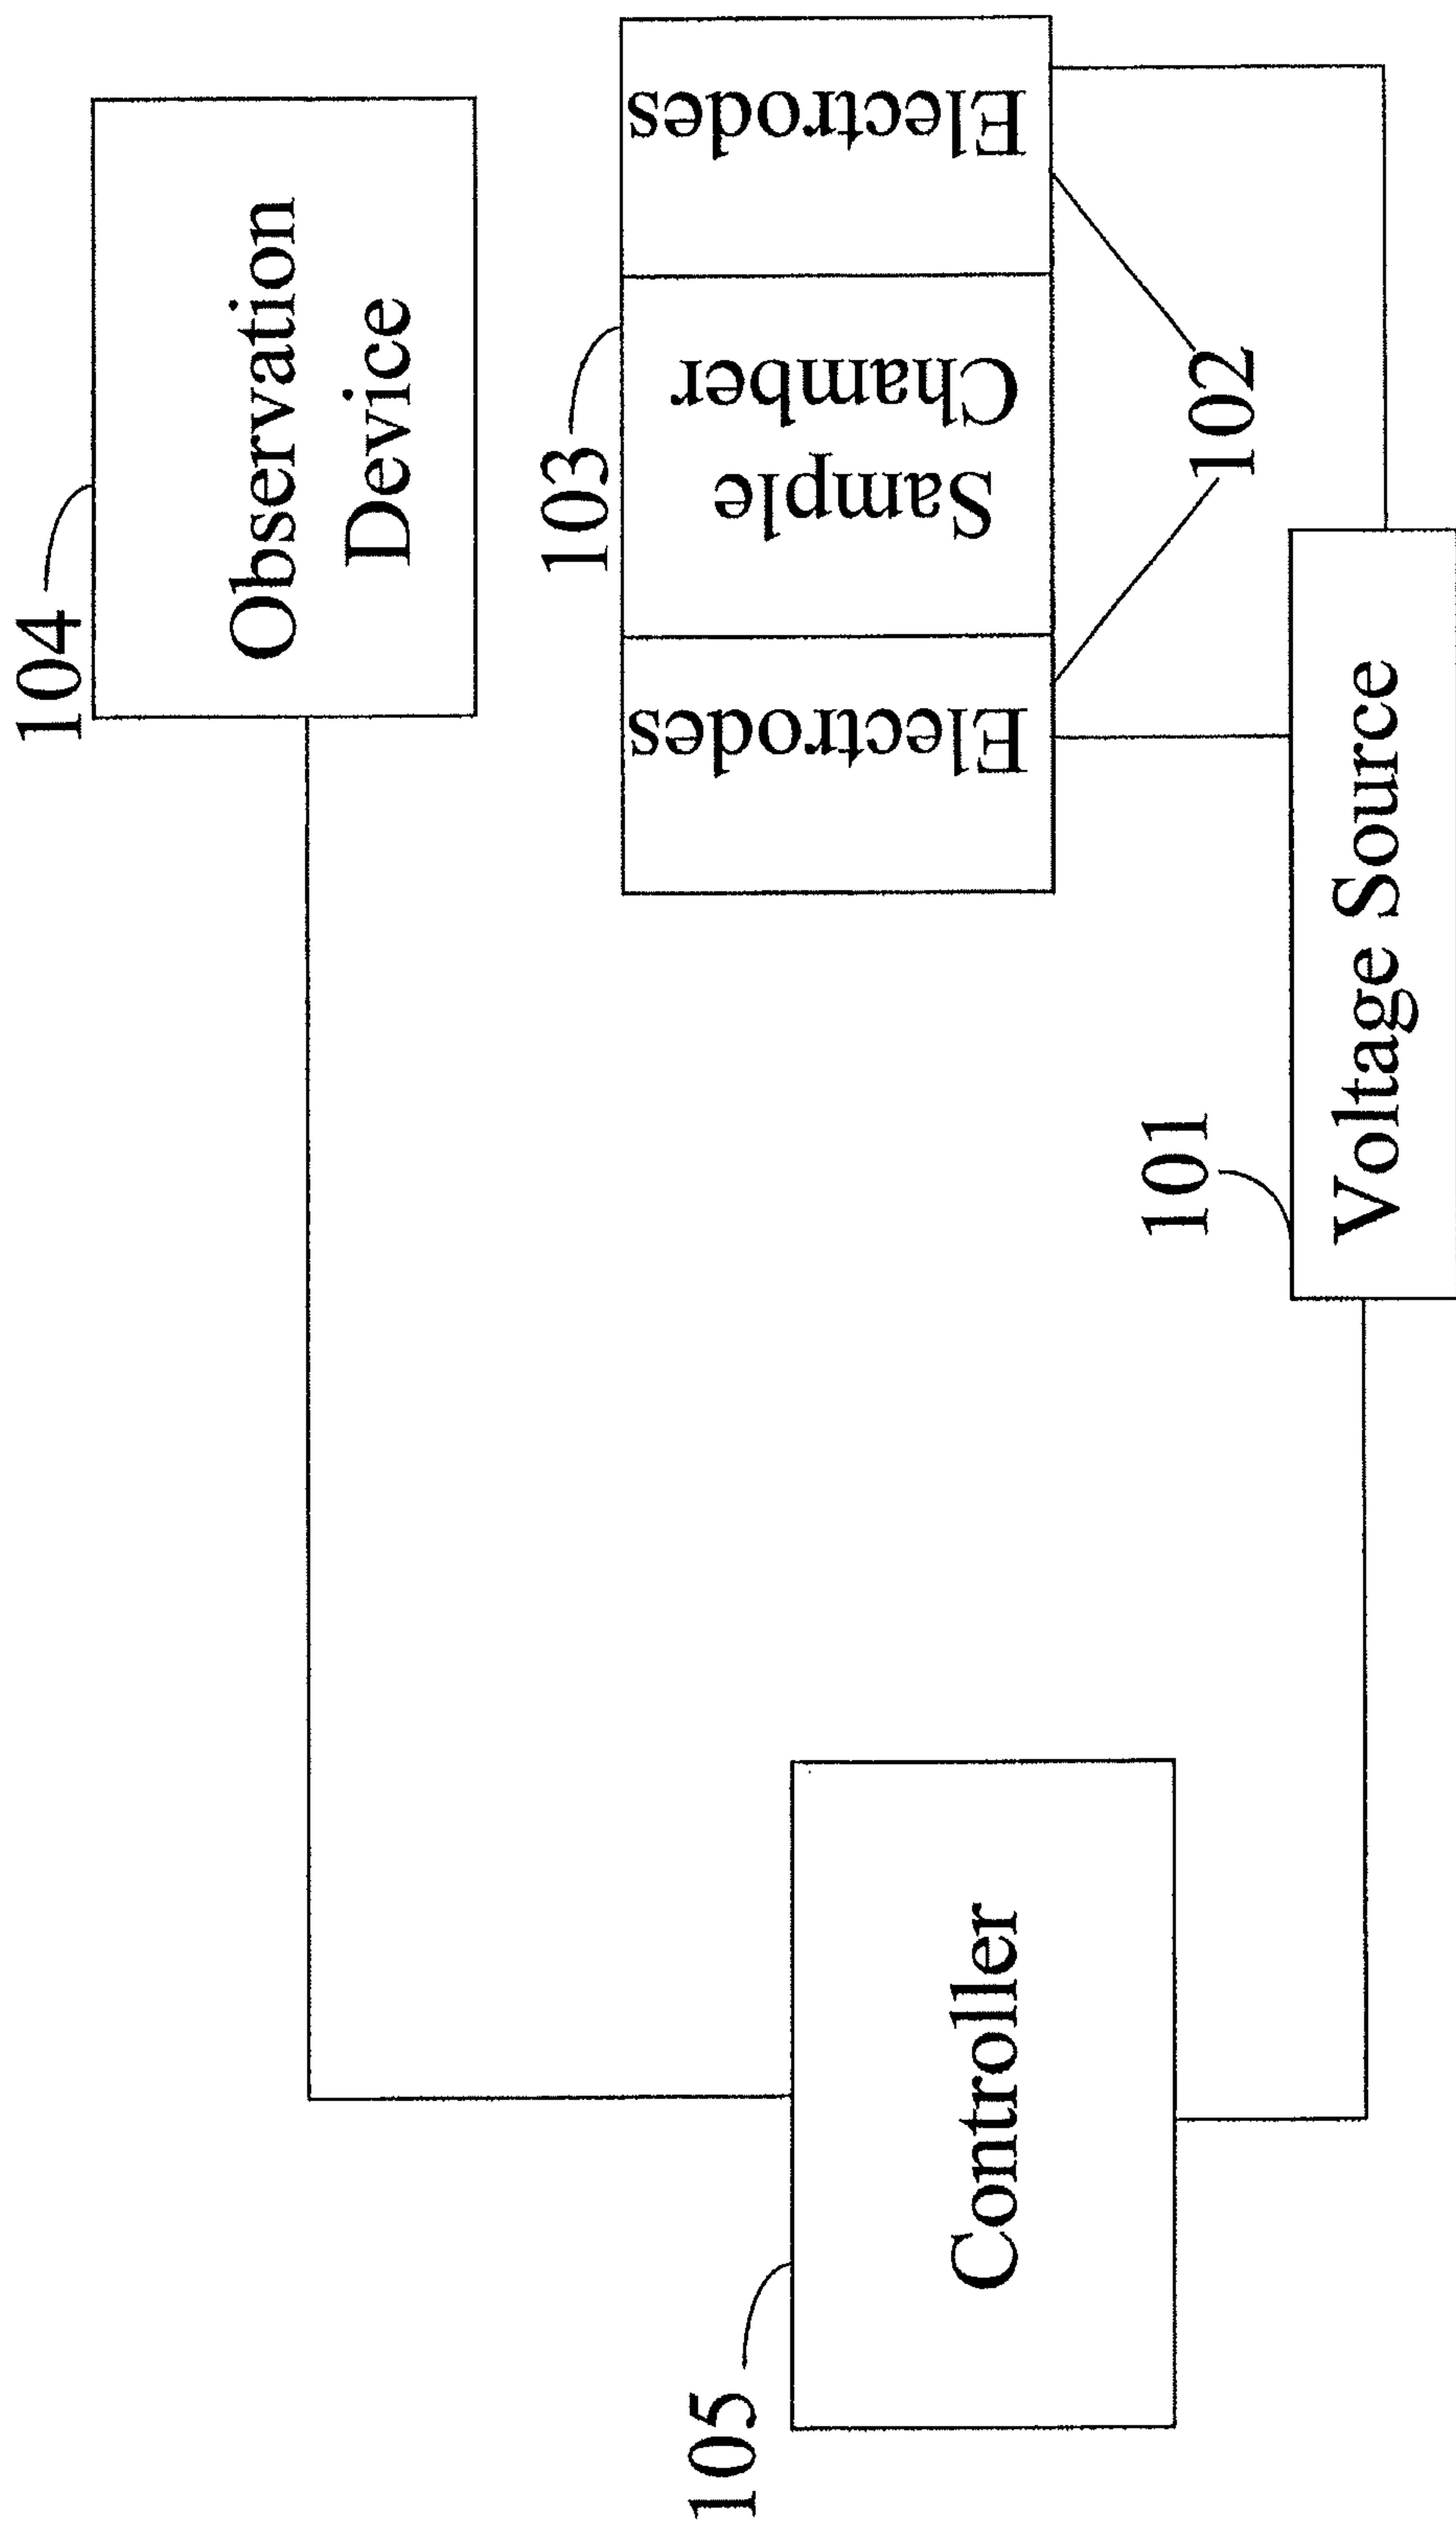 104
Observation
Device
103
Electrodes
Sample
Chamber
Electrodes
102
101
Voltage Source
105
Controller